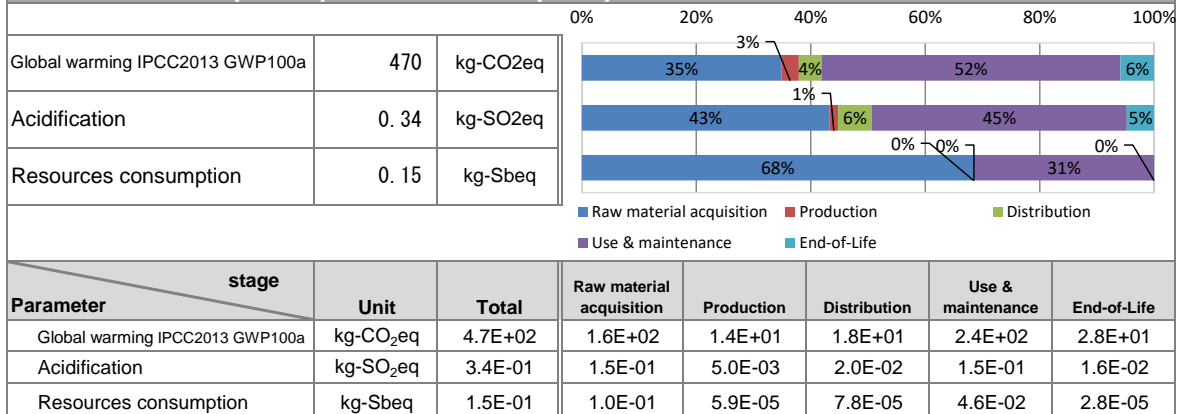 0% 20% 40% 60% 80% 100%
Global warming IPCC2013 GWP100a 470 kg-CO2eq
3%
35% 4% 52% 6%
Acidification 0.34 kg-SO2eq
1%
43% 6% 45% 5%
Resources consumption 0.15 kg-Sbeq
0% 0% 0%
68% 31%
Raw material acquisition Production Distribution
Use & maintenance End-of-Life
stage
Parameter Unit Total Raw material acquisition Production Distribution Use & maintenance End-of-Life
Global warming IPCC2013 GWP100a kg-CO₂eq 4.7E+02 1.6E+02 1.4E+01 1.8E+01 2.4E+02 2.8E+01
Acidification kg-SO₂eq 3.4E-01 1.5E-01 5.0E-03 2.0E-02 1.5E-01 1.6E-02
Resources consumption kg-Sbeq 1.5E-01 1.0E-01 5.9E-05 7.8E-05 4.6E-02 2.8E-05